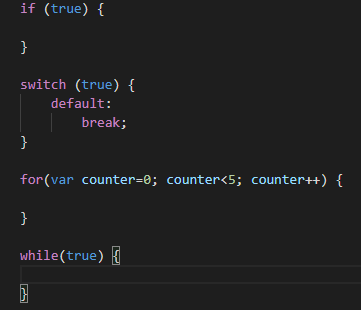 if (true) {
}
switch (true) {
    default:
        break;
}
for(var counter=0; counter<5; counter++) {
}
while(true) {
}